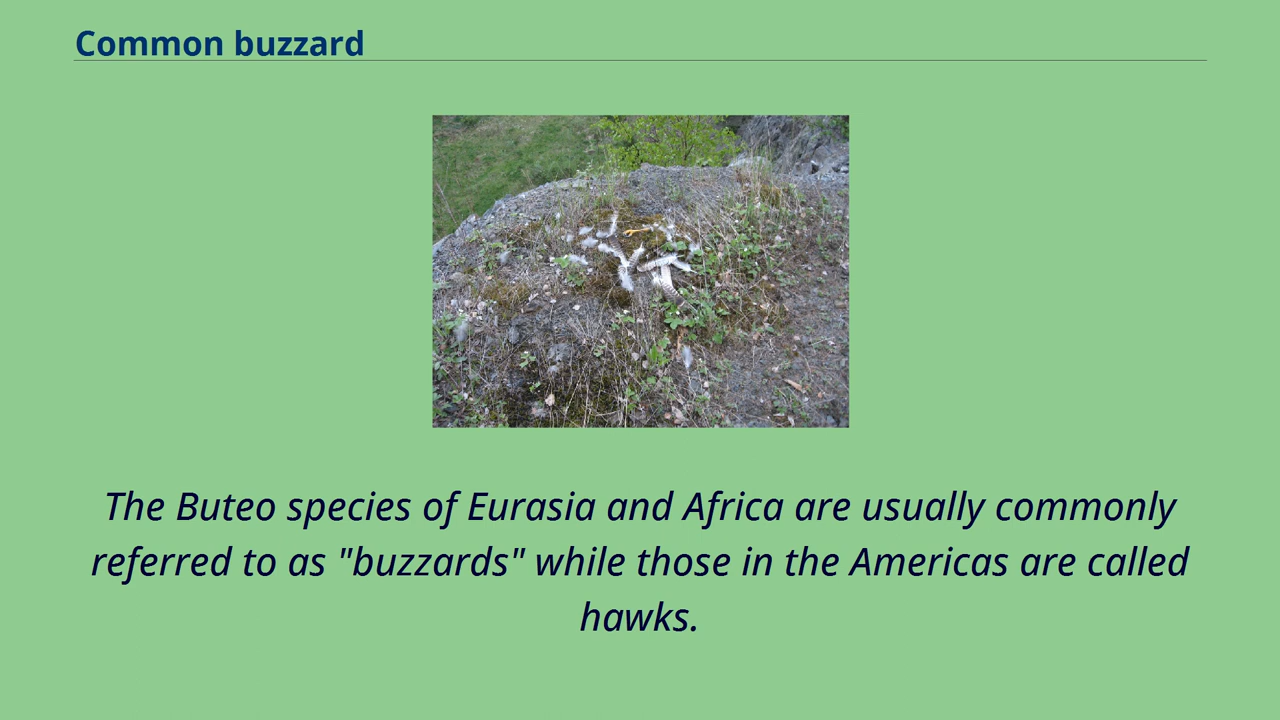 Common buzzard
The Buteo species of Eurasia and Africa are usually commonly
referred to as "buzzards" while those in the Americas are called
hawks.